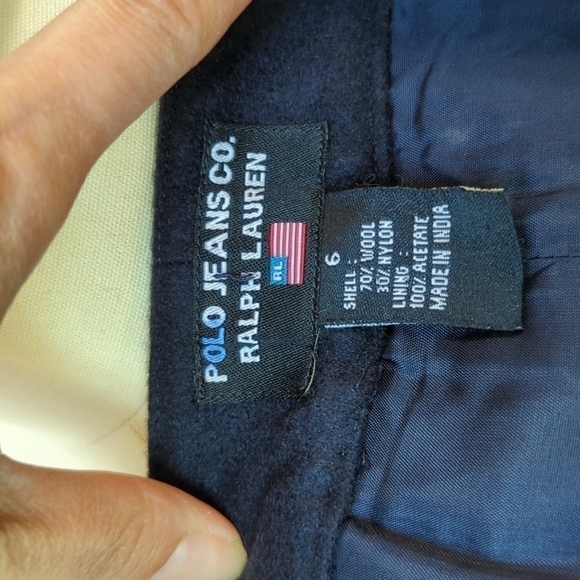 POLO JEANS CO.
RALPH LAUREN
RL
6
SHELL :
70% WOOL
30% NYLON
LINING :
100% ACETATE
MADE IN INDIA